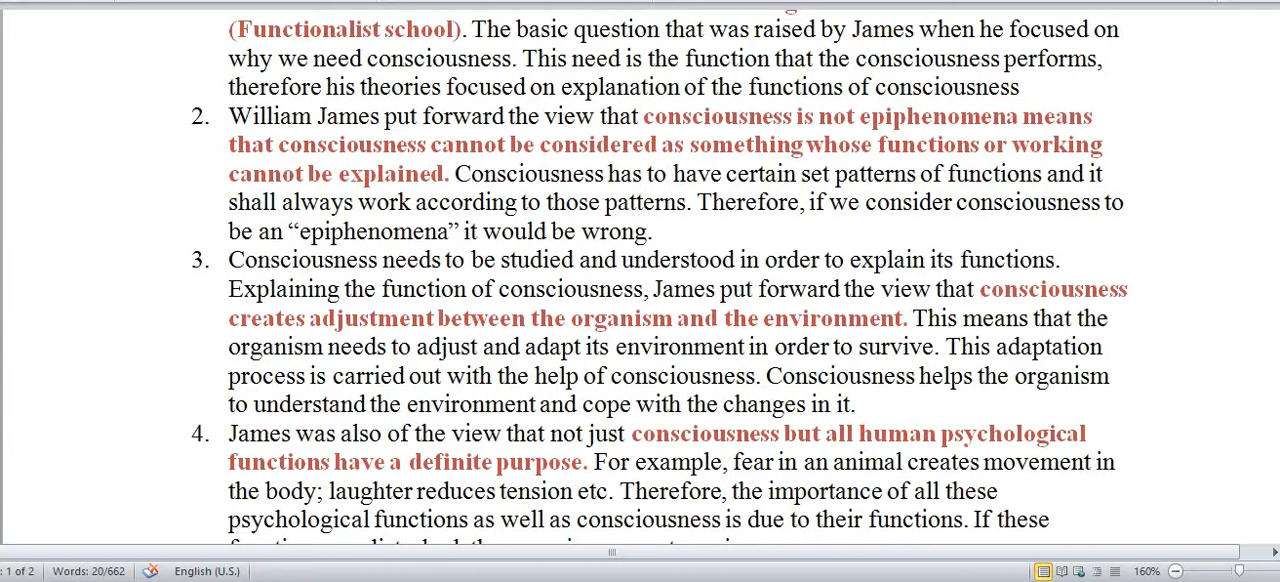 (Functionalist school). The basic question that was raised by James when he focused on
why we need consciousness. This need is the function that the consciousness performs,
therefore his theories focused on explanation of the functions of consciousness
2. William James put forward the view that consciousness is not epiphenomena means
that consciousness cannot be considered as something whose functions or working
cannot be explained. Consciousness has to have certain set patterns of functions and it
shall always work according to those patterns. Therefore, if we consider consciousness to
be an “epiphenomena” it would be wrong.
3. Consciousness needs to be studied and understood in order to explain its functions.
Explaining the function of consciousness, James put forward the view that consciousness
creates adjustment between the organism and the environment. This means that the
organism needs to adjust and adapt its environment in order to survive. This adaptation
process is carried out with the help of consciousness. Consciousness helps the organism
to understand the environment and cope with the changes in it.
4. James was also of the view that not just consciousness but all human psychological
functions have a definite purpose. For example, fear in an animal creates movement in
the body; laughter reduces tension etc. Therefore, the importance of all these
psychological functions as well as consciousness is due to their functions. If these
: 1 of 2 Words: 20/662 English (U.S.) 160%